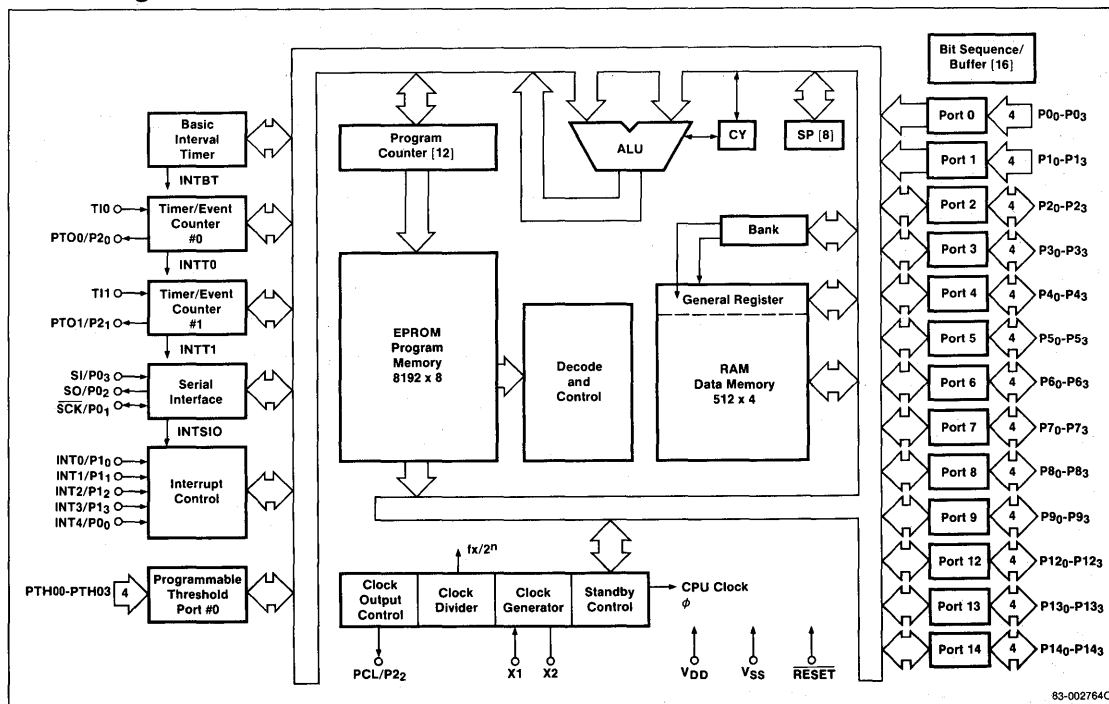 Bit Sequence/
Buffer [16]
Basic
Interval
Timer
INTBT
TI0
PTO0/P2₀
Timer/Event
Counter
#0
INTT0
TI1
PTO1/P2₁
Timer/Event
Counter
#1
INTT1
SI/P0₃
SO/P0₂
S̅C̅K̅/P0₁
Serial
Interface
INTSIO
INT0/P1₀
INT1/P1₁
INT2/P1₂
INT3/P1₃
INT4/P0₀
Interrupt
Control
PTH00-PTH03
4
Programmable
Threshold
Port #0
Program
Counter [12]
ALU
CY
SP [8]
Bank
General Register
EPROM
Program
Memory
8192 x 8
Decode
and
Control
RAM
Data Memory
512 x 4
fx/2ⁿ
Clock
Output
Control
Clock
Divider
Clock
Generator
Standby
Control
CPU Clock
ϕ
PCL/P2₂
X1
X2
V_DD
V_SS
R̅E̅S̅E̅T̅
Port 0 4 P0₀-P0₃
Port 1 4 P1₀-P1₃
Port 2 4 P2₀-P2₃
Port 3 4 P3₀-P3₃
Port 4 4 P4₀-P4₃
Port 5 4 P5₀-P5₃
Port 6 4 P6₀-P6₃
Port 7 4 P7₀-P7₃
Port 8 4 P8₀-P8₃
Port 9 4 P9₀-P9₃
Port 12 4 P12₀-P12₃
Port 13 4 P13₀-P13₃
Port 14 4 P14₀-P14₃
83-002764C